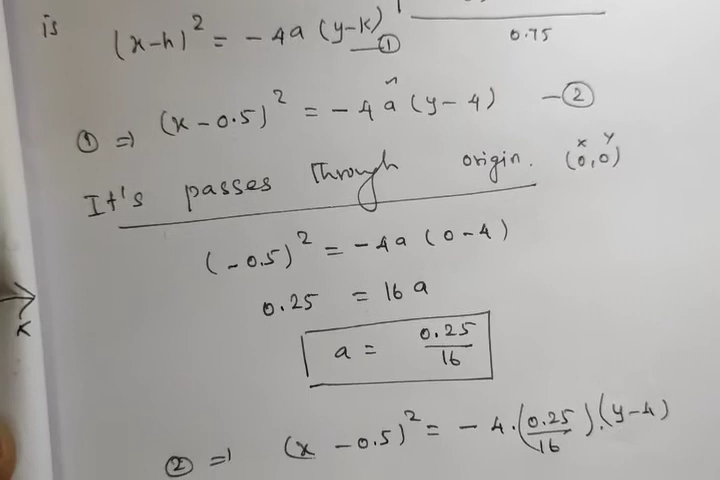 is
(x-h)² = -4a (y-k) —①
0.75
① ⇒ (x-0.5)² = -4a (y-4) —②
It's passes through origin. (0,0)
x y
(-0.5)² = -4a (0-4)
0.25 = 16a
a = 0.25/16
x
② ⇒ (x-0.5)² = -4.(0.25/16).(y-4)